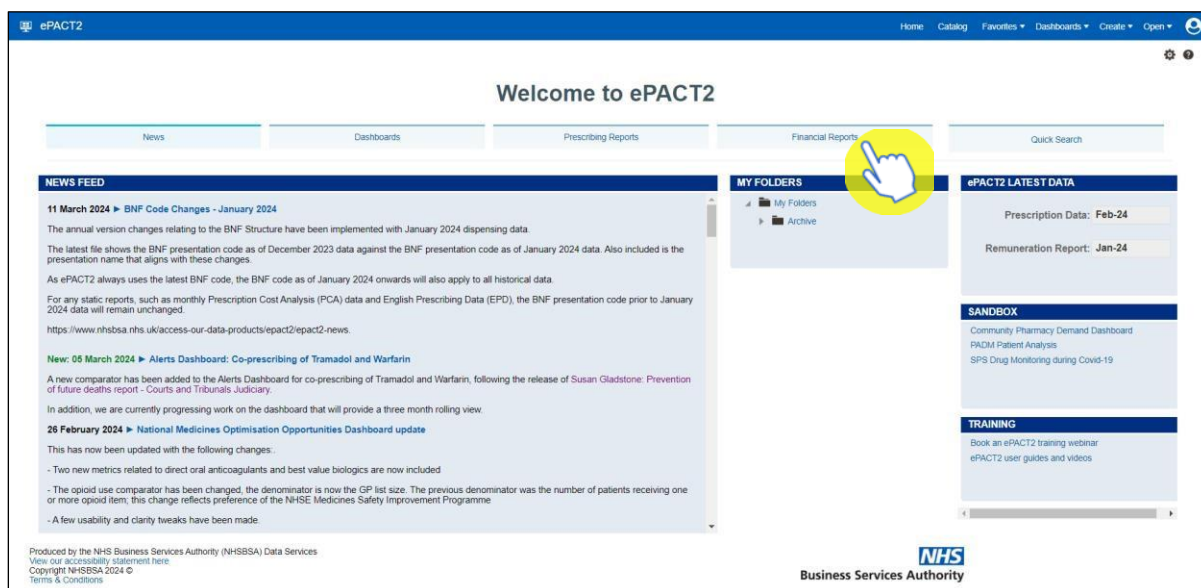 ePACT2
Home Catalog Favorites Dashboards Create Open
Welcome to ePACT2
News
Dashboards
Prescribing Reports
Financial Reports
Quick Search
NEWS FEED
11 March 2024 ► BNF Code Changes - January 2024
The annual version changes relating to the BNF Structure have been implemented with January 2024 dispensing data.
The latest file shows the BNF presentation code as of December 2023 data against the BNF presentation code as of January 2024 data. Also included is the
presentation name that aligns with these changes.
As ePACT2 always uses the latest BNF code, the BNF code as of January 2024 onwards will also apply to all historical data.
For any static reports, such as monthly Prescription Cost Analysis (PCA) data and English Prescribing Data (EPD), the BNF presentation code prior to January
2024 data will remain unchanged.
https://www.nhsbsa.nhs.uk/access-our-data-products/epact2/epact2-news.
New: 05 March 2024 ► Alerts Dashboard: Co-prescribing of Tramadol and Warfarin
A new comparator has been added to the Alerts Dashboard for co-prescribing of Tramadol and Warfarin, following the release of Susan Gladstone: Prevention
of future deaths report - Courts and Tribunals Judiciary.
In addition, we are currently progressing work on the dashboard that will provide a three month rolling view.
26 February 2024 ► National Medicines Optimisation Opportunities Dashboard update
This has now been updated with the following changes:.
- Two new metrics related to direct oral anticoagulants and best value biologics are now included
- The opioid use comparator has been changed, the denominator is now the GP list size. The previous denominator was the number of patients receiving one
or more opioid item; this change reflects preference of the NHSE Medicines Safety Improvement Programme
- A few usability and clarity tweaks have been made.
MY FOLDERS
My Folders
Archive
ePACT2 LATEST DATA
Prescription Data: Feb-24
Remuneration Report: Jan-24
SANDBOX
Community Pharmacy Demand Dashboard
PADM Patient Analysis
SPS Drug Monitoring during Covid-19
TRAINING
Book an ePACT2 training webinar
ePACT2 user guides and videos
Produced by the NHS Business Services Authority (NHSBSA) Data Services
View our accessibility statement here
Copyright NHSBSA 2024 ©
Terms & Conditions
NHS
Business Services Authority